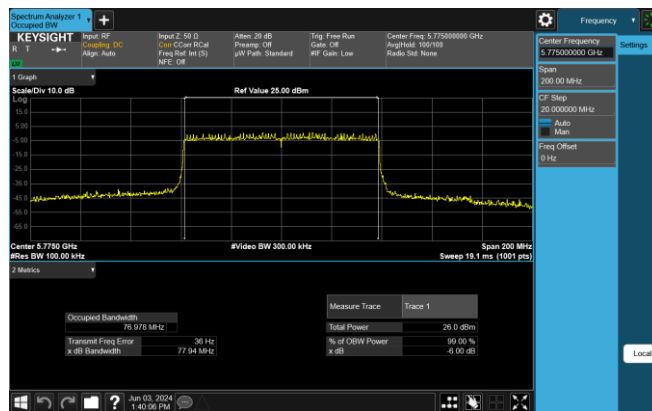 Spectrum Analyzer 1
Occupied BW
Frequency
KEYSIGHT
R T
LXI
Input: RF
Coupling: DC
Align: Auto
Input Z: 50 Ω
Corr CCorr RCal
Freq Ref: Int (S)
NFE: Off
Atten: 20 dB
Preamp: Off
µW Path: Standard
Trig: Free Run
Gate: Off
#IF Gain: Low
Center Freq: 5.775000000 GHz
Avg|Hold: 100/100
Radio Std: None
Center Frequency
5.775000000 GHz
Settings
Span
200.00 MHz
CF Step
20.000000 MHz
Auto
Man
Freq Offset
0 Hz
1 Graph
Scale/Div 10.0 dB
Ref Value 25.00 dBm
Log
15.0
5.00
-5.00
-15.0
-25.0
-35.0
-45.0
-55.0
-65.0
Center 5.7750 GHz
#Video BW 300.00 kHz
Span 200 MHz
#Res BW 100.00 kHz
Sweep 19.1 ms (1001 pts)
2 Metrics
Measure Trace
Trace 1
Occupied Bandwidth
76.978 MHz
Total Power
26.0 dBm
Transmit Freq Error
36 Hz
% of OBW Power
99.00 %
x dB Bandwidth
77.94 MHz
x dB
-6.00 dB
Local
?
Jun 03, 2024
1:40:06 PM